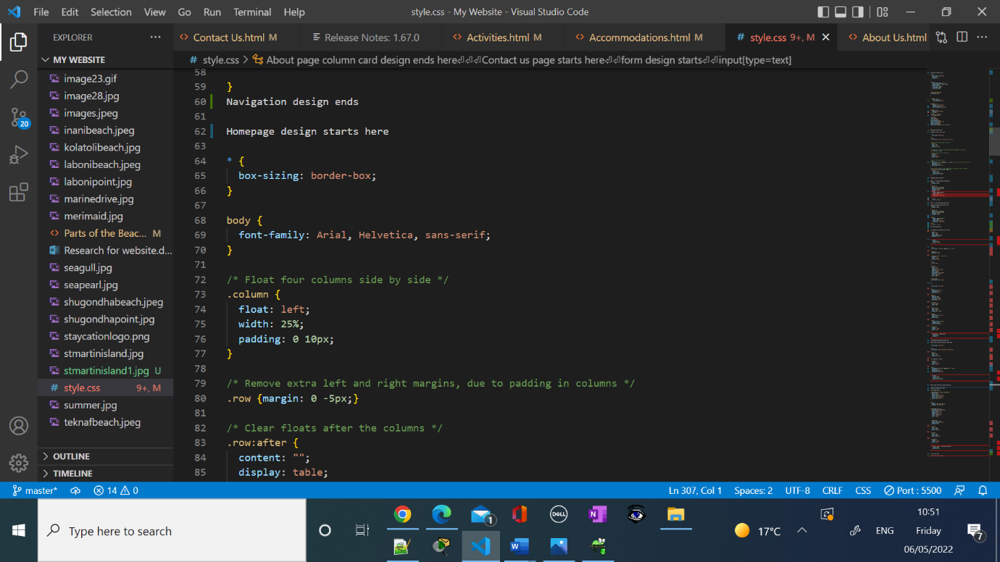 File Edit Selection View Go Run Terminal Help style.css - My Website - Visual Studio Code
EXPLORER ···
Contact Us.html M Release Notes: 1.67.0 Activities.html M Accommodations.html M # style.css 9+, M About Us.html
MY WEBSITE
# style.css > About page column card design ends here⏎⏎⏎Contact us page starts here⏎⏎form design starts⏎⏎input[type=text]
image23.gif
image28.jpg
images.jpeg
inanibeach.jpeg
kolatolibeach.jpg
labonibeach.jpeg
labonipoint.jpg
marinedrive.jpg
merimaid.jpg
Parts of the Beac... M
Research for website.d...
seagull.jpg
seapearl.jpg
shugondhabeach.jpeg
shugondhapoint.jpg
staycationlogo.png
stmartinisland.jpg
stmartinisland1.jpg U
# style.css 9+, M
summer.jpg
teknafbeach.jpeg
OUTLINE
TIMELINE
20
58
59 }
60 Navigation design ends
61
62 Homepage design starts here
63
64 * {
65 box-sizing: border-box;
66 }
67
68 body {
69 font-family: Arial, Helvetica, sans-serif;
70 }
71
72 /* Float four columns side by side */
73 .column {
74 float: left;
75 width: 25%;
76 padding: 0 10px;
77 }
78
79 /* Remove extra left and right margins, due to padding in columns */
80 .row {margin: 0 -5px;}
81
82 /* Clear floats after the columns */
83 .row:after {
84 content: "";
85 display: table;
master* 14 0 Ln 307, Col 1 Spaces: 2 UTF-8 CRLF CSS Port : 5500
Type here to search
1
DELL
N
W
17°C
ENG
10:51
Friday
06/05/2022
7